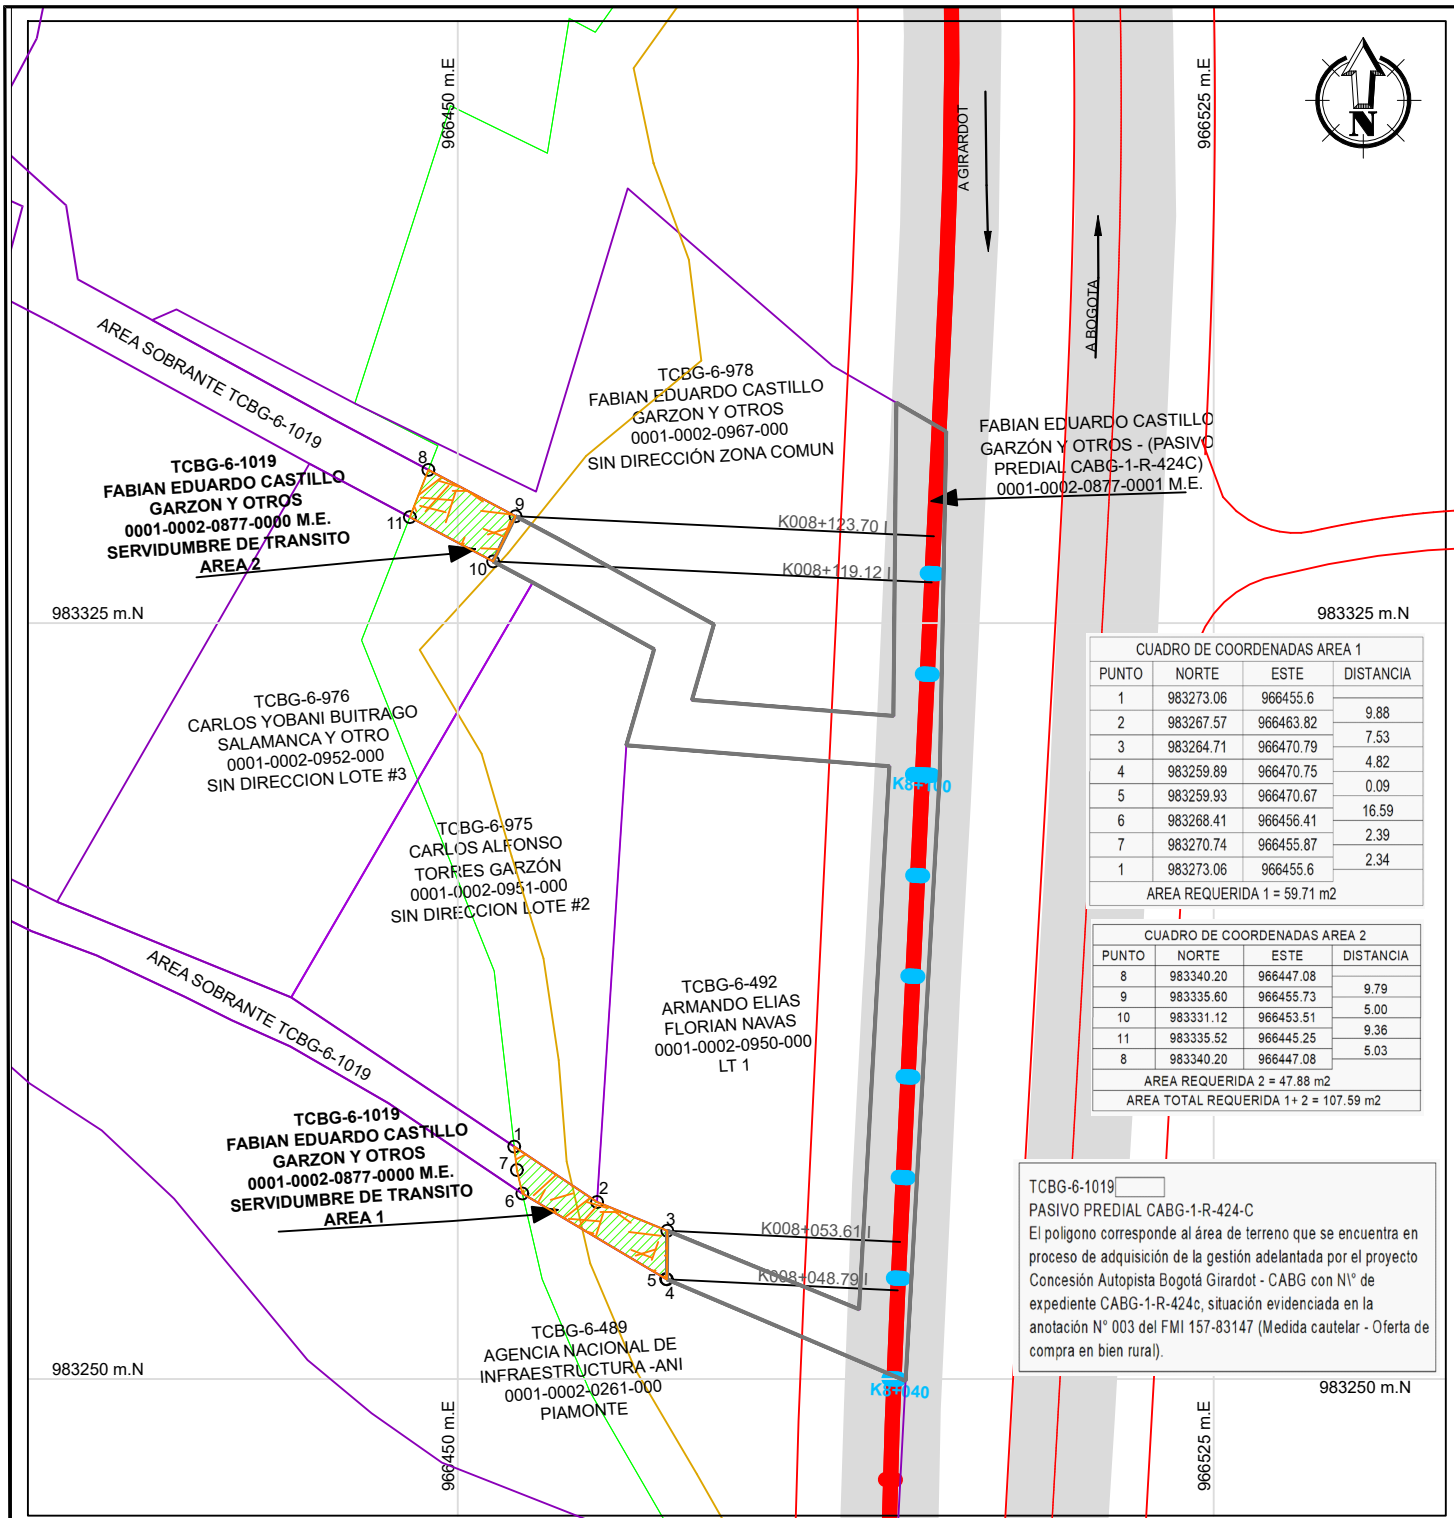 966450 m.E
966525 m.E
N
A GIRARDOT
A BOGOTA
AREA SOBRANTE TCBG-6-1019
TCBG-6-978
FABIAN EDUARDO CASTILLO
GARZON Y OTROS
0001-0002-0967-000
SIN DIRECCIÓN ZONA COMUN
FABIAN EDUARDO CASTILLO
GARZÓN Y OTROS - (PASIVO
PREDIAL CABG-1-R-424C)
0001-0002-0877-0001 M.E.
TCBG-6-1019
FABIAN EDUARDO CASTILLO
GARZON Y OTROS
0001-0002-0877-0000 M.E.
SERVIDUMBRE DE TRANSITO
AREA 2
8
9
11
10
K008+123.70 I
K008+119.12 I
983325 m.N
983325 m.N
TCBG-6-976
CARLOS YOBANI BUITRAGO
SALAMANCA Y OTRO
0001-0002-0952-000
SIN DIRECCION LOTE #3
TCBG-6-975
CARLOS ALFONSO
TORRES GARZÓN
0001-0002-0951-000
SIN DIRECCION LOTE #2
K8+100
CUADRO DE COORDENADAS AREA 1
PUNTO NORTE ESTE DISTANCIA
1 983273.06 966455.6
9.88
2 983267.57 966463.82
7.53
3 983264.71 966470.79
4.82
4 983259.89 966470.75
0.09
5 983259.93 966470.67
16.59
6 983268.41 966456.41
2.39
7 983270.74 966455.87
2.34
1 983273.06 966455.6
AREA REQUERIDA 1 = 59.71 m2
CUADRO DE COORDENADAS AREA 2
PUNTO NORTE ESTE DISTANCIA
8 983340.20 966447.08
9.79
9 983335.60 966455.73
5.00
10 983331.12 966453.51
9.36
11 983335.52 966445.25
5.03
8 983340.20 966447.08
AREA REQUERIDA 2 = 47.88 m2
AREA TOTAL REQUERIDA 1+ 2 = 107.59 m2
AREA SOBRANTE TCBG-6-1019
TCBG-6-492
ARMANDO ELIAS
FLORIAN NAVAS
0001-0002-0950-000
LT 1
TCBG-6-1019
FABIAN EDUARDO CASTILLO
GARZON Y OTROS
0001-0002-0877-0000 M.E.
SERVIDUMBRE DE TRANSITO
AREA 1
1
7
6
2
3
5
4
K008+053.61 I
K008+048.79 I
TCBG-6-1019
PASIVO PREDIAL CABG-1-R-424-C
El poligono corresponde al área de terreno que se encuentra en
proceso de adquisición de la gestión adelantada por el proyecto
Concesión Autopista Bogotá Girardot - CABG con N\° de
expediente CABG-1-R-424c, situación evidenciada en la
anotación N° 003 del FMI 157-83147 (Medida cautelar - Oferta de
compra en bien rural).
TCBG-6-489
AGENCIA NACIONAL DE
INFRAESTRUCTURA -ANI
0001-0002-0261-000
PIAMONTE
K8+040
983250 m.N
983250 m.N
966450 m.E
966525 m.E